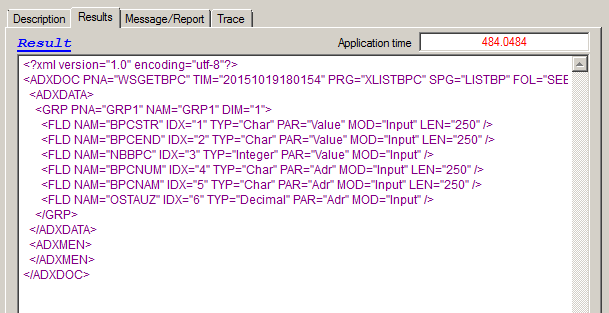 Description Results Message/Report Trace
Result Application time 484.0484
<?xml version="1.0" encoding="utf-8"?>
<ADXDOC PNA="WSGETBPC" TIM="20151019180154" PRG="XLISTBPC" SPG="LISTBP" FOL="SEE
<ADXDATA>
<GRP PNA="GRP1" NAM="GRP1" DIM="1">
<FLD NAM="BPCSTR" IDX="1" TYP="Char" PAR="Value" MOD="Input" LEN="250" />
<FLD NAM="BPCEND" IDX="2" TYP="Char" PAR="Value" MOD="Input" LEN="250" />
<FLD NAM="NBBPC" IDX="3" TYP="Integer" PAR="Value" MOD="Input" />
<FLD NAM="BPCNUM" IDX="4" TYP="Char" PAR="Adr" MOD="Input" LEN="250" />
<FLD NAM="BPCNAM" IDX="5" TYP="Char" PAR="Adr" MOD="Input" LEN="250" />
<FLD NAM="OSTAUZ" IDX="6" TYP="Decimal" PAR="Adr" MOD="Input" />
</GRP>
</ADXDATA>
<ADXMEN>
</ADXMEN>
</ADXDOC>